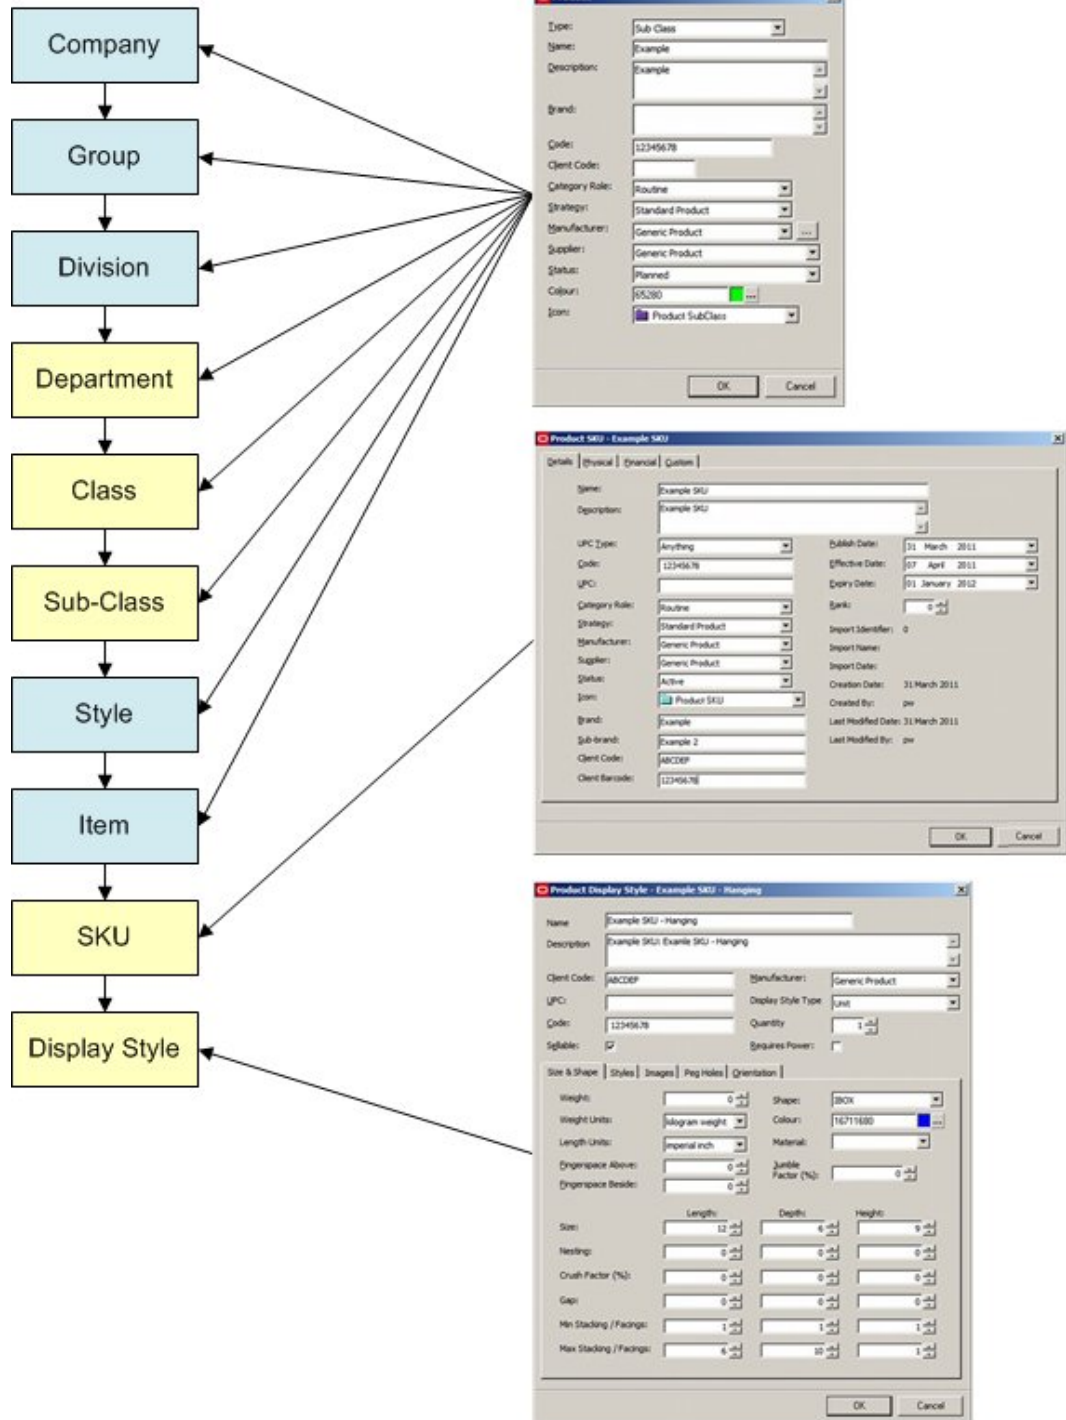 Company
Group
Division
Department
Class
Sub-Class
Style
Item
SKU
Display Style
Type: Sub Class
Name: Example
Description: Example
Brand:
Code: 12345678
Client Code:
Category Role: Routine
Strategy: Standard Product
Manufacturer: Generic Product ...
Supplier: Generic Product
Status: Planned
Colour: 65280 ...
Icon: Product SubClass
OK Cancel
Product SKU - Example SKU
Details Physical Financial Custom
Name: Example SKU
Description: Example SKU
UPC Type: Anything Publish Date: 31 March 2011
Code: 12345678 Effective Date: 07 April 2011
UPC: Expiry Date: 01 January 2012
Category Role: Routine Rank: 0
Strategy: Standard Product Import Identifier: 0
Manufacturer: Generic Product Import Name:
Supplier: Generic Product Import Date:
Status: Active Creation Date: 31 March 2011
Icon: Product SKU Created By: pw
Brand: Example Last Modified Date: 31 March 2011
Sub-brand: Example 2 Last Modified By: pw
Client Code: ABCDEF
Client Barcode: 12345678
OK Cancel
Product Display Style - Example SKU - Hanging
Name Example SKU - Hanging
Description Example SKU: Examle SKU - Hanging
Client Code: ABCDEF Manufacturer: Generic Product
UPC: Display Style Type Unit
Code: 12345678 Quantity 1
Sellable: Requires Power:
Size & Shape Styles Images Peg Holes Orientation
Weight: 0 Shape: IBOX
Weight Units: kilogram weight Colour: 16711680 ...
Length Units: imperial inch Material:
Fingerspace Above: 0 Jumble Factor (%): 0
Fingerspace Beside: 0
Length: Depth: Height:
Size: 12 6 9
Nesting: 0 0 0
Crush Factor (%): 0 0 0
Gap: 0 0 0
Min Stacking / Facings: 1 1 1
Max Stacking / Facings: 6 10 1
OK Cancel